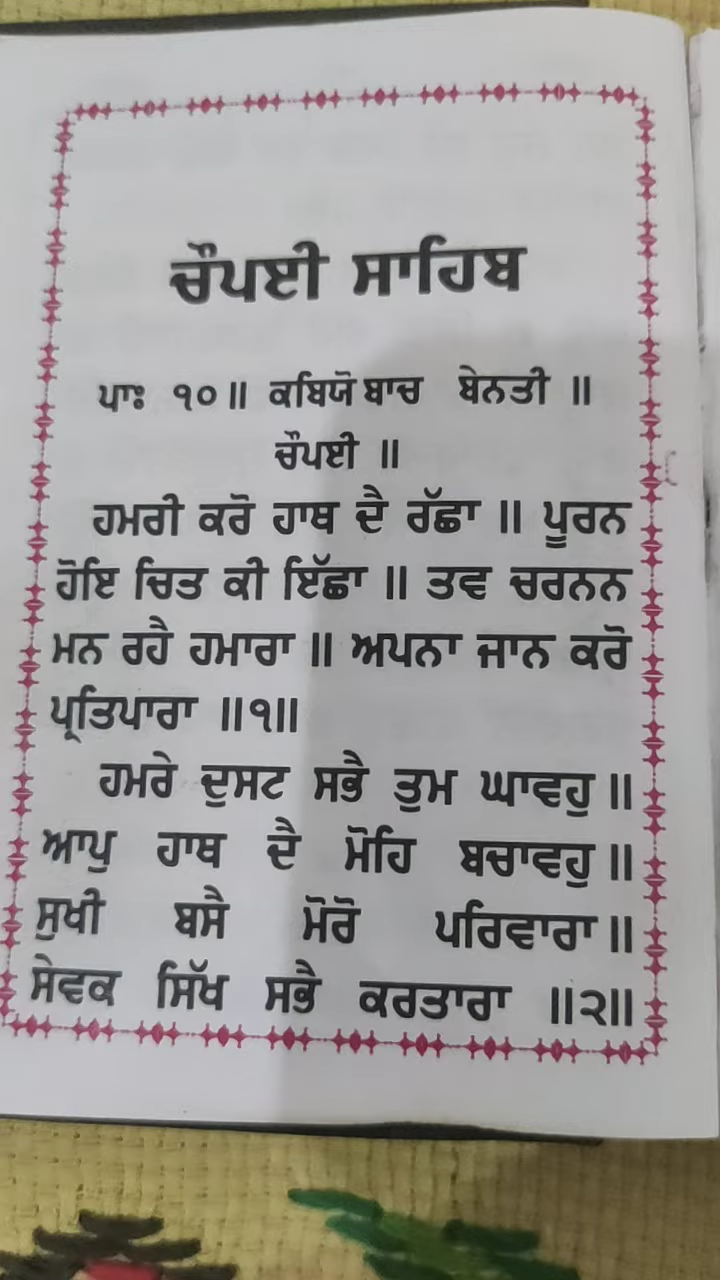 ਚੌਪਈ ਸਾਹਿਬ
ਪਾਃ ੧੦॥ ਕਬਿਯੋ ਬਾਚ ਬੇਨਤੀ ॥
ਚੌਪਈ ॥
ਹਮਰੀ ਕਰੋ ਹਾਥ ਦੈ ਰੱਛਾ ॥ ਪੂਰਨ
ਹੋਇ ਚਿਤ ਕੀ ਇੱਛਾ ॥ ਤਵ ਚਰਨਨ
ਮਨ ਰਹੈ ਹਮਾਰਾ ॥ ਅਪਨਾ ਜਾਨ ਕਰੋ
ਪ੍ਰਤਿਪਾਰਾ ॥੧॥
ਹਮਰੇ ਦੁਸਟ ਸਭੈ ਤੁਮ ਘਾਵਹੁ ॥
ਆਪੁ ਹਾਥ ਦੈ ਮੋਹਿ ਬਚਾਵਹੁ ॥
ਸੁਖੀ ਬਸੈ ਮੋਰੋ ਪਰਿਵਾਰਾ ॥
ਸੇਵਕ ਸਿੱਖ ਸਭੈ ਕਰਤਾਰਾ ॥੨॥